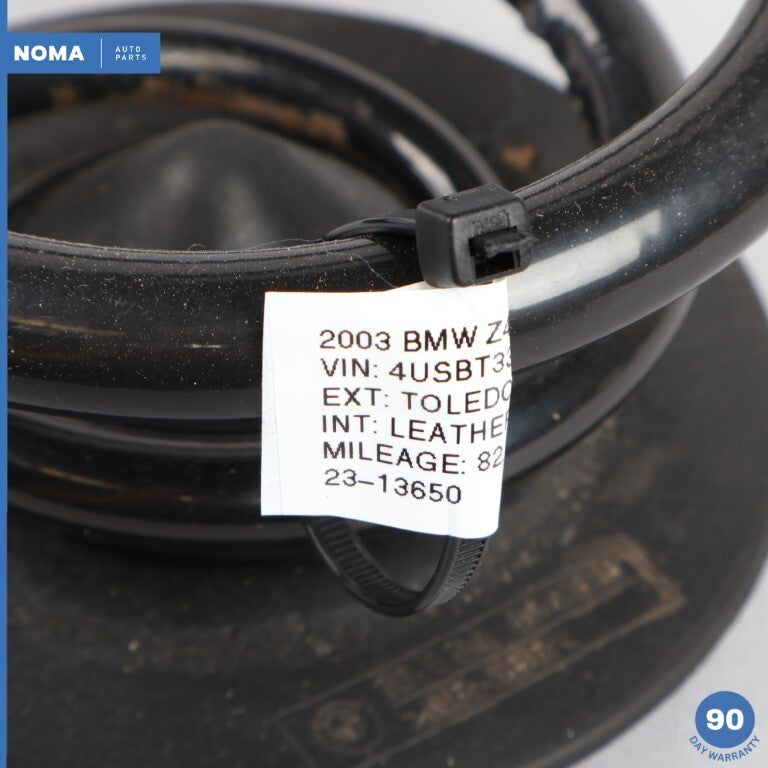 NOMA AUTO PARTS
2003 BMW Z4
VIN: 4USBT33
EXT: TOLEDO
INT: LEATHER
MILEAGE: 82
23-13650
90
DAY WARRANTY